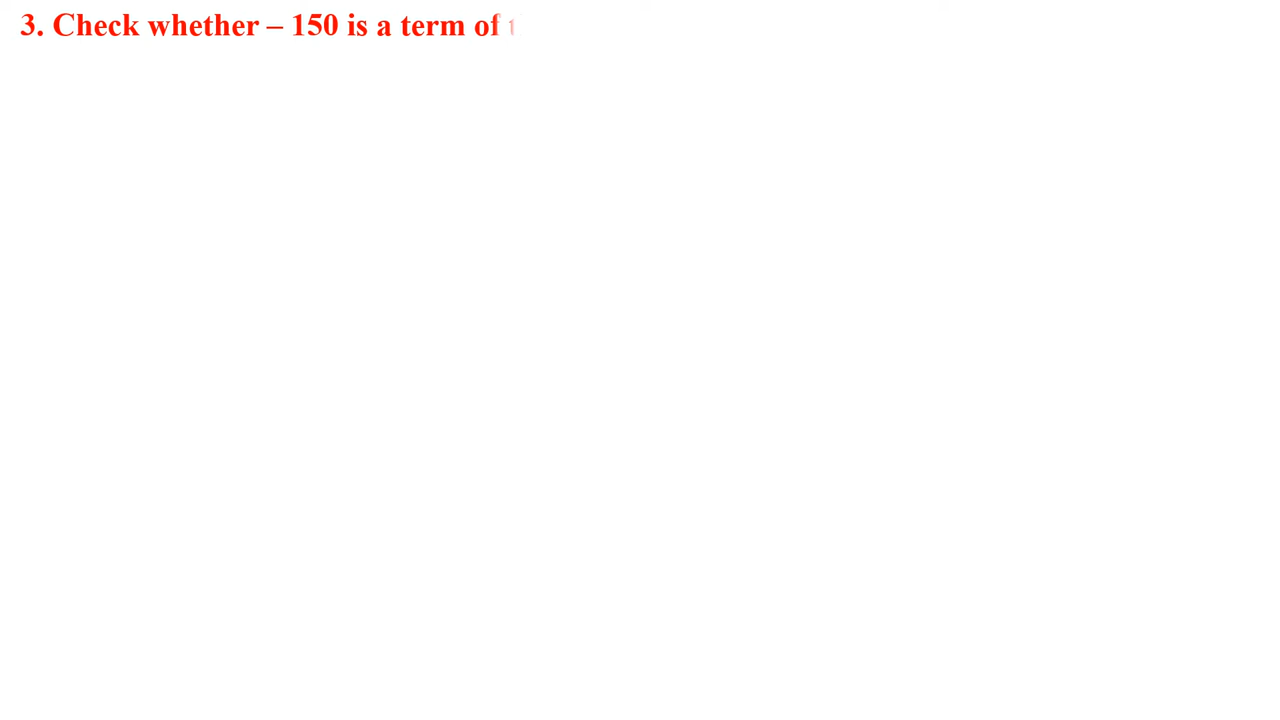 3. Check whether – 150 is a term of